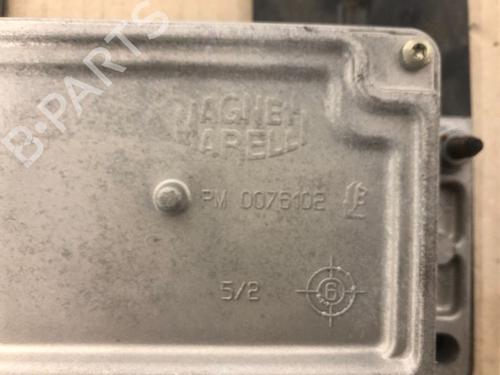 B-PARTS
MAGNETI
MARELLI
PM 0076102
5/2
6